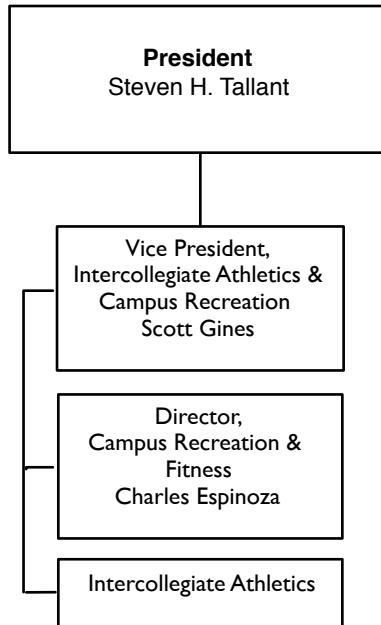 President
Steven H. Tallant
Vice President,
Intercollegiate Athletics &
Campus Recreation
Scott Gines
Director,
Campus Recreation &
Fitness
Charles Espinoza
Intercollegiate Athletics